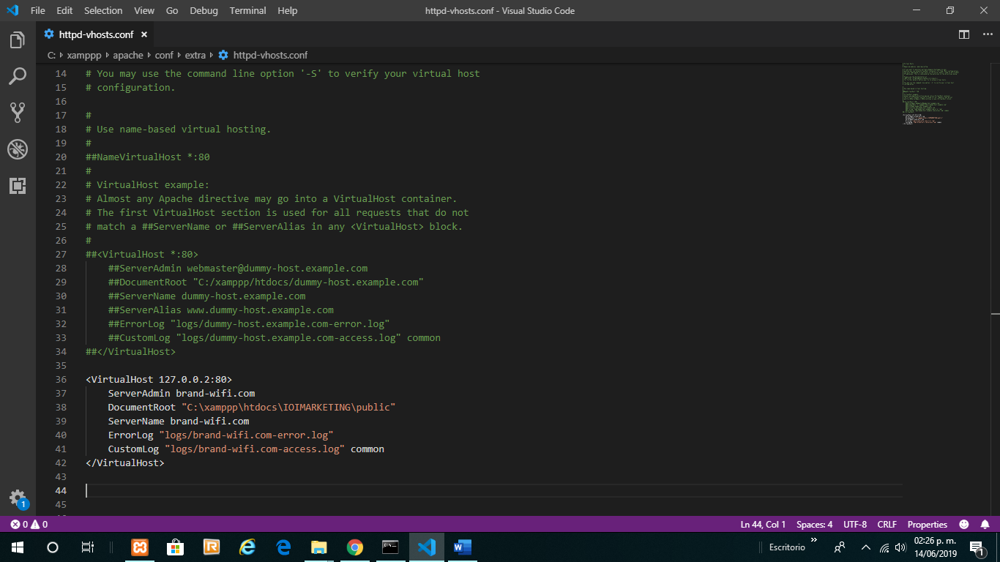 File Edit Selection View Go Debug Terminal Help
httpd-vhosts.conf - Visual Studio Code
httpd-vhosts.conf
C: xamppp apache conf extra httpd-vhosts.conf
14 # You may use the command line option '-S' to verify your virtual host
15 # configuration.
16
17 #
18 # Use name-based virtual hosting.
19 #
20 ##NameVirtualHost *:80
21 #
22 # VirtualHost example:
23 # Almost any Apache directive may go into a VirtualHost container.
24 # The first VirtualHost section is used for all requests that do not
25 # match a ##ServerName or ##ServerAlias in any <VirtualHost> block.
26 #
27 ##<VirtualHost *:80>
28 ##ServerAdmin webmaster@dummy-host.example.com
29 ##DocumentRoot "C:/xamppp/htdocs/dummy-host.example.com"
30 ##ServerName dummy-host.example.com
31 ##ServerAlias www.dummy-host.example.com
32 ##ErrorLog "logs/dummy-host.example.com-error.log"
33 ##CustomLog "logs/dummy-host.example.com-access.log" common
34 ##</VirtualHost>
35
36 <VirtualHost 127.0.0.2:80>
37 ServerAdmin brand-wifi.com
38 DocumentRoot "C:\xamppp\htdocs\IOIMARKETING\public"
39 ServerName brand-wifi.com
40 ErrorLog "logs/brand-wifi.com-error.log"
41 CustomLog "logs/brand-wifi.com-access.log" common
42 </VirtualHost>
43
44
45
1
0 0
Ln 44, Col 1 Spaces: 4 UTF-8 CRLF Properties
Escritorio
02:26 p. m.
14/06/2019
1